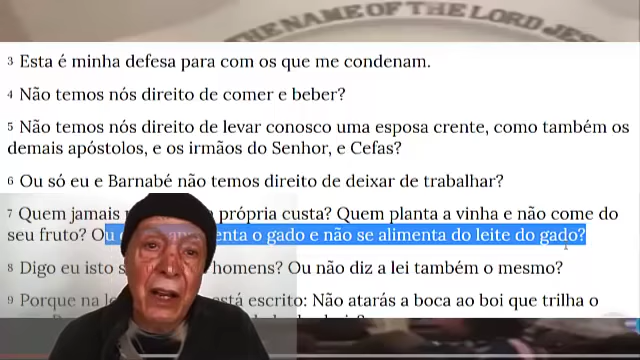 THE NAME OF THE LORD JES
3 Esta é minha defesa para com os que me condenam.
4 Não temos nós direito de comer e beber?
5 Não temos nós direito de levar conosco uma esposa crente, como também os
demais apóstolos, e os irmãos do Senhor, e Cefas?
6 Ou só eu e Barnabé não temos direito de deixar de trabalhar?
7 Quem jamais própria custa? Quem planta a vinha e não come do
seu fruto? Ou o gado e não se alimenta do leite do gado?
8 Digo eu isto homens? Ou não diz a lei também o mesmo?
9 Porque na está escrito: Não atarás a boca ao boi que trilha o